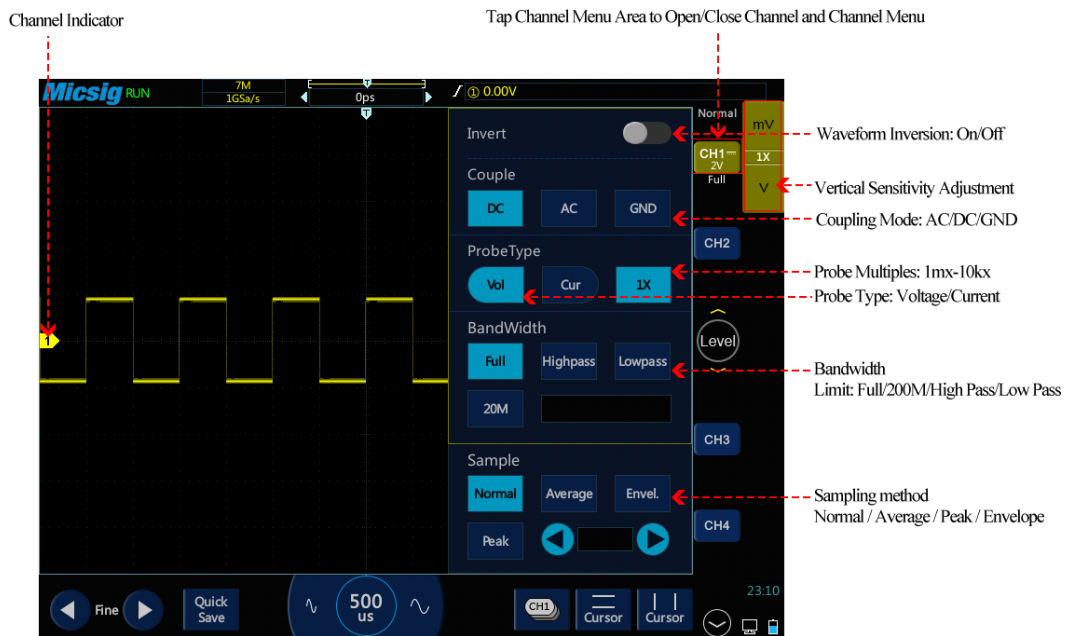 Channel Indicator
Tap Channel Menu Area to Open/Close Channel and Channel Menu
Micsig RUN
7M
1GSa/s
T
0ps
T
① 0.00V
Invert
Normal
mV
Waveform Inversion: On/Off
CH1
2V
Full
1X
V
Vertical Sensitivity Adjustment
Couple
DC
AC
GND
Coupling Mode: AC/DC/GND
CH2
ProbeType
Vol
Cur
1X
Probe Multiples: 1mx-10kx
Probe Type: Voltage/Current
1
BandWidth
Level
Full
Highpass
Lowpass
Bandwidth
Limit: Full/200M/High Pass/Low Pass
20M
CH3
Sample
Normal
Average
Envel.
Sampling method
Normal / Average / Peak / Envelope
Peak
CH4
Fine
Quick
Save
500
us
CH1
Cursor
Cursor
23:10